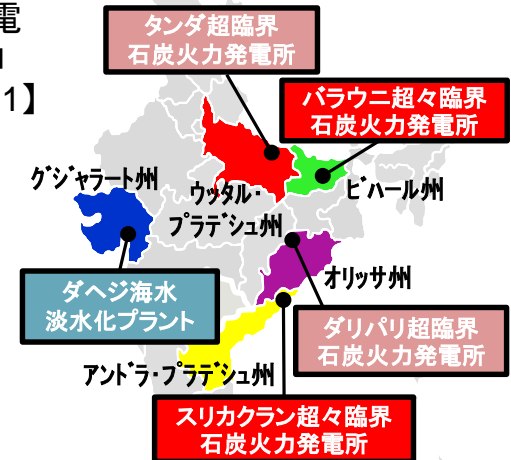 電
1】
タンダ超臨界
石炭火力発電所
バラウニ超々臨界
石炭火力発電所
グジャラート州
ウッタル・
プラデシュ州
ビハール州
オリッサ州
ダヘジ海水
淡水化プラント
ダリパリ超臨界
石炭火力発電所
アンドラ・プラデシュ州
スリカクラン超々臨界
石炭火力発電所